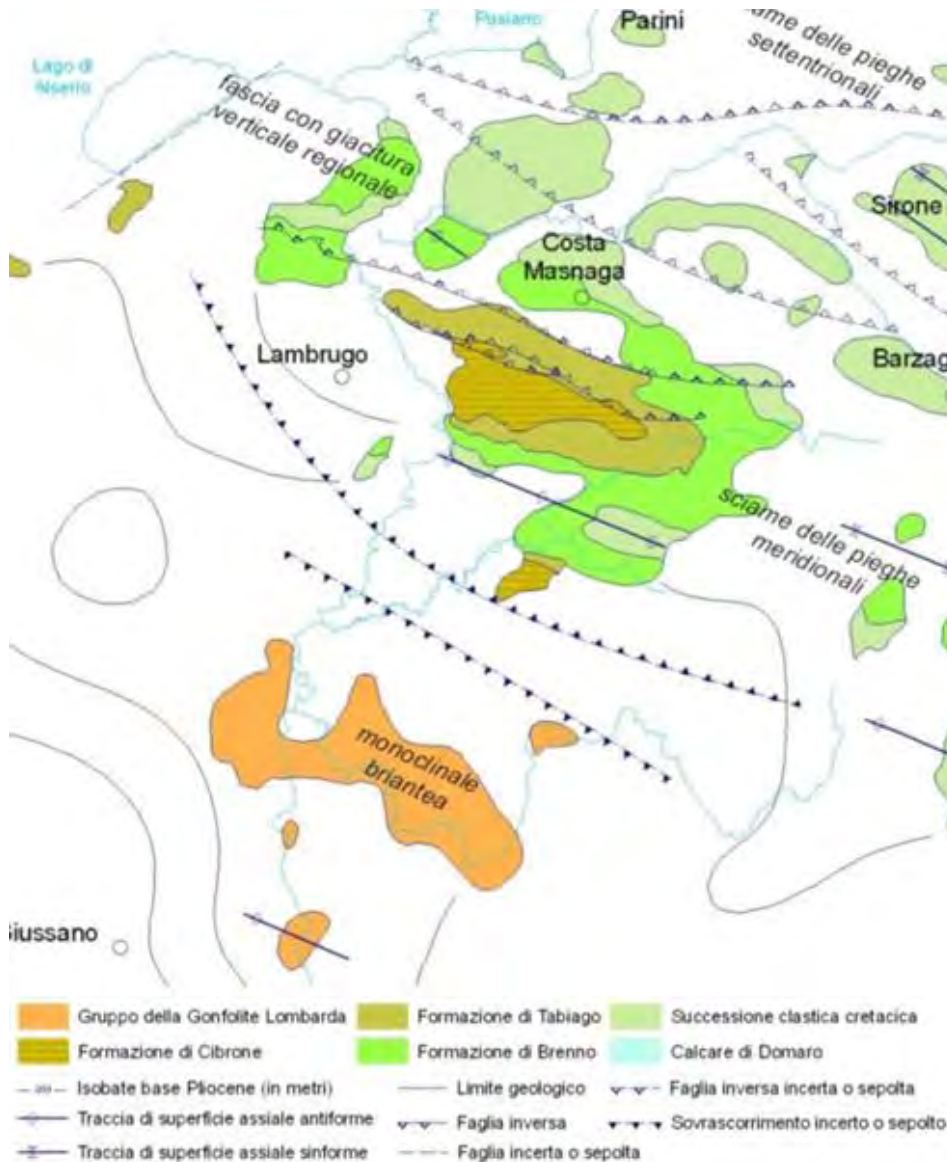 Pusiano
Parini
ame delle pieghe
settentrionali
Lago di
fascia con giacitura
verticale regionale
Sirone
Costa
Masnaga
Lambrugo
Barzag
sciame delle pieghe
meridionali
monoclinale
briantea
Giussano
Gruppo della Gonfolite Lombarda
Formazione di Tabiago
Successione clastica cretacica
Formazione di Cibrone
Formazione di Brenno
Calcare di Domaro
Isobate base Pliocene (in metri)
Limite geologico
Faglia inversa incerta o sepolta
Traccia di superficie assiale antiforme
Faglia inversa
Sovrascorrimento incerto o sepolto
Traccia di superficie assiale sinforme
Faglia incerta o sepolta